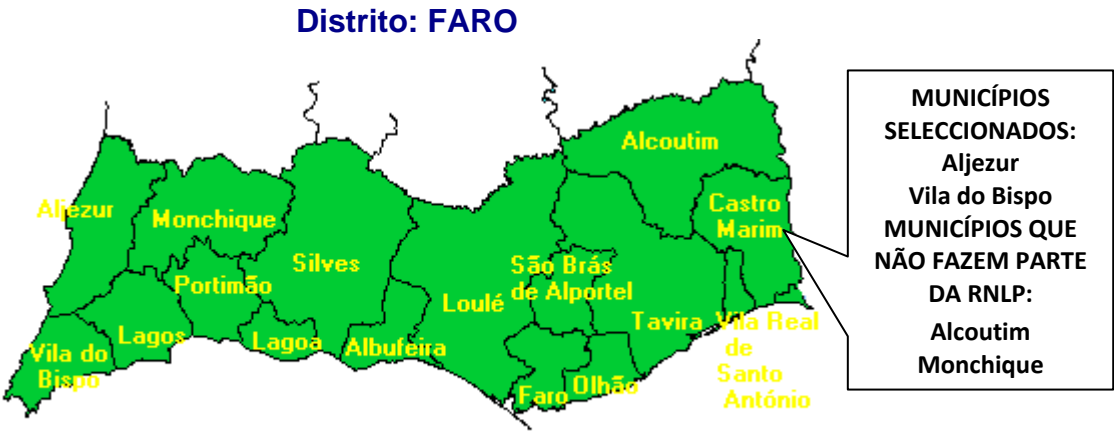 Distrito: FARO
Alcoutim
Aljezur
Monchique
Castro
Marim
Silves
São Brás
de Alportel
Portimão
Loulé
Lagos
Lagoa
Albufeira
Tavira
Vila Real
de
Santo
António
Vila do
Bispo
Faro
Olhão
MUNICÍPIOS
SELECCIONADOS:
Aljezur
Vila do Bispo
MUNICÍPIOS QUE
NÃO FAZEM PARTE
DA RNLP:
Alcoutim
Monchique